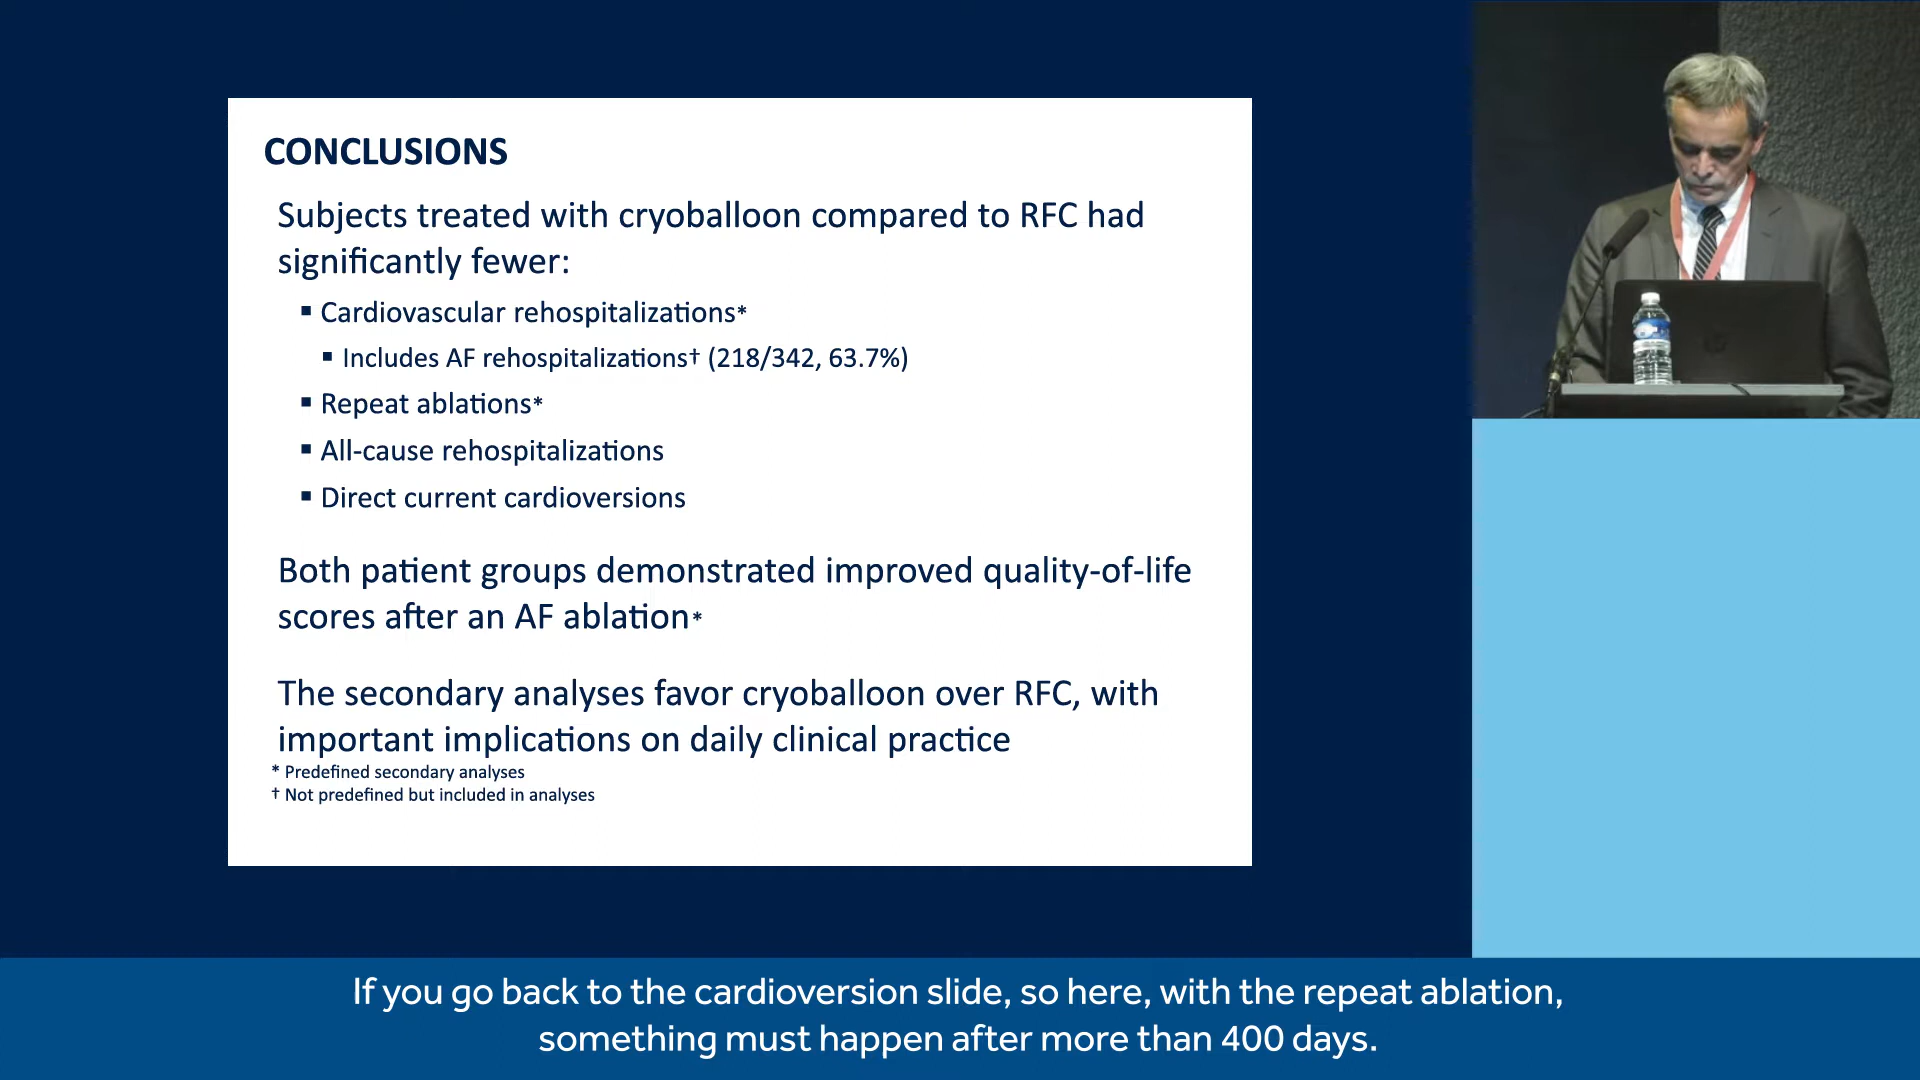 CONCLUSIONS
Subjects treated with cryoballoon compared to RFC had
significantly fewer:
▪ Cardiovascular rehospitalizations*
▪ Includes AF rehospitalizations† (218/342, 63.7%)
▪ Repeat ablations*
▪ All-cause rehospitalizations
▪ Direct current cardioversions
Both patient groups demonstrated improved quality-of-life
scores after an AF ablation*
The secondary analyses favor cryoballoon over RFC, with
important implications on daily clinical practice
* Predefined secondary analyses
† Not predefined but included in analyses
If you go back to the cardioversion slide, so here, with the repeat ablation,
something must happen after more than 400 days.